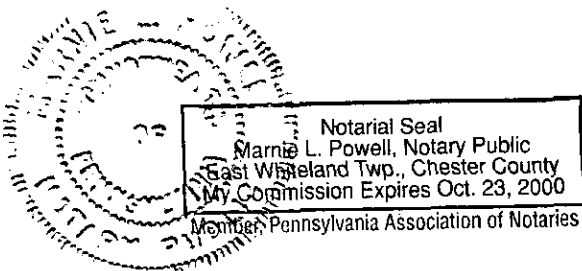 Notarial Seal
Marnie L. Powell, Notary Public
East Whiteland Twp., Chester County
My Commission Expires Oct. 23, 2000
Member, Pennsylvania Association of Notaries